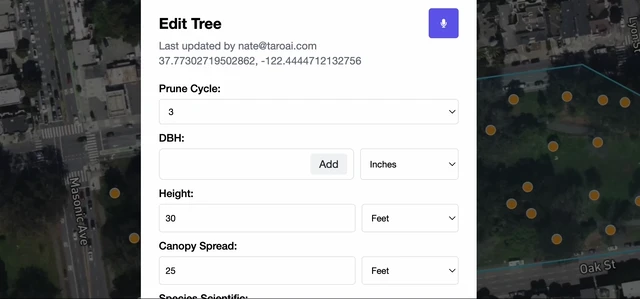 Edit Tree
Last updated by nate@taroai.com
37.77302719502862, -122.4444712132756
Prune Cycle:
3
DBH:
Add
Inches
Height:
30
Feet
Canopy Spread:
25
Feet
Species Scientific:
Masonic Ave
Lyon St
Oak St